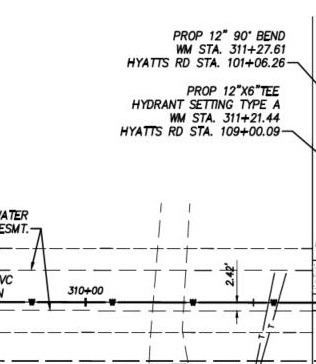 PROP 12" 90° BEND
WM STA. 311+27.61
HYATTS RD STA. 101+06.26
PROP 12"X6"TEE
HYDRANT SETTING TYPE A
WM STA. 311+21.44
HYATTS RD STA. 109+00.09
ESMT.
2.42'
310+00
W
W
W
W
T
T